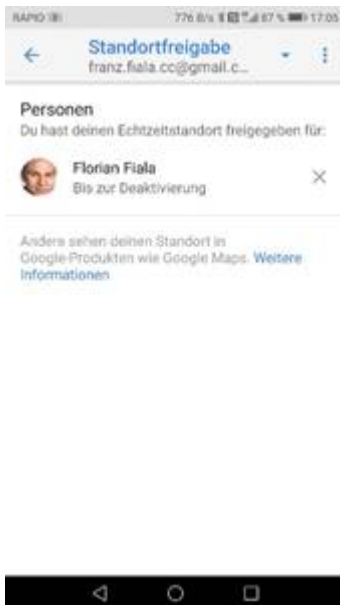 RAPID
776 B/s 87 % 17:05
Standortfreigabe
franz.fiala.cc@gmail.c...
Personen
Du hast deinen Echtzeitstandort freigegeben für:
Florian Fiala
Bis zur Deaktivierung
Andere sehen deinen Standort in
Google-Produkten wie Google Maps. Weitere
Informationen